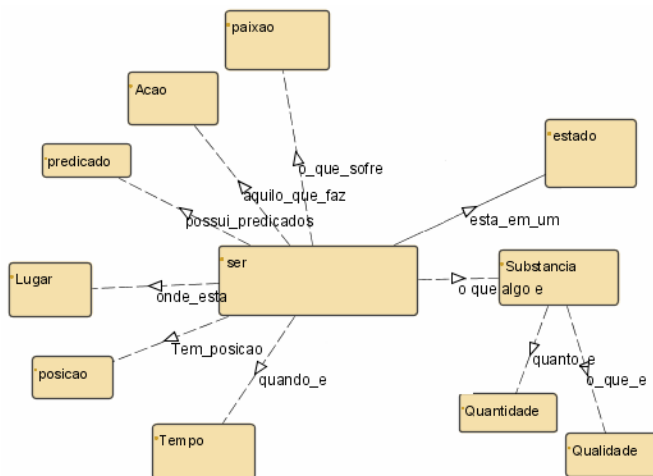 paixao
Acao
predicado
estado
o_que_sofre
aquilo_que_faz
possui_predicados
esta_em_um
ser
Substancia
Lugar
onde_esta
o que algo e
Tem_posicao
posicao
quando_e
quanto_e
o_que_e
Quantidade
Tempo
Qualidade